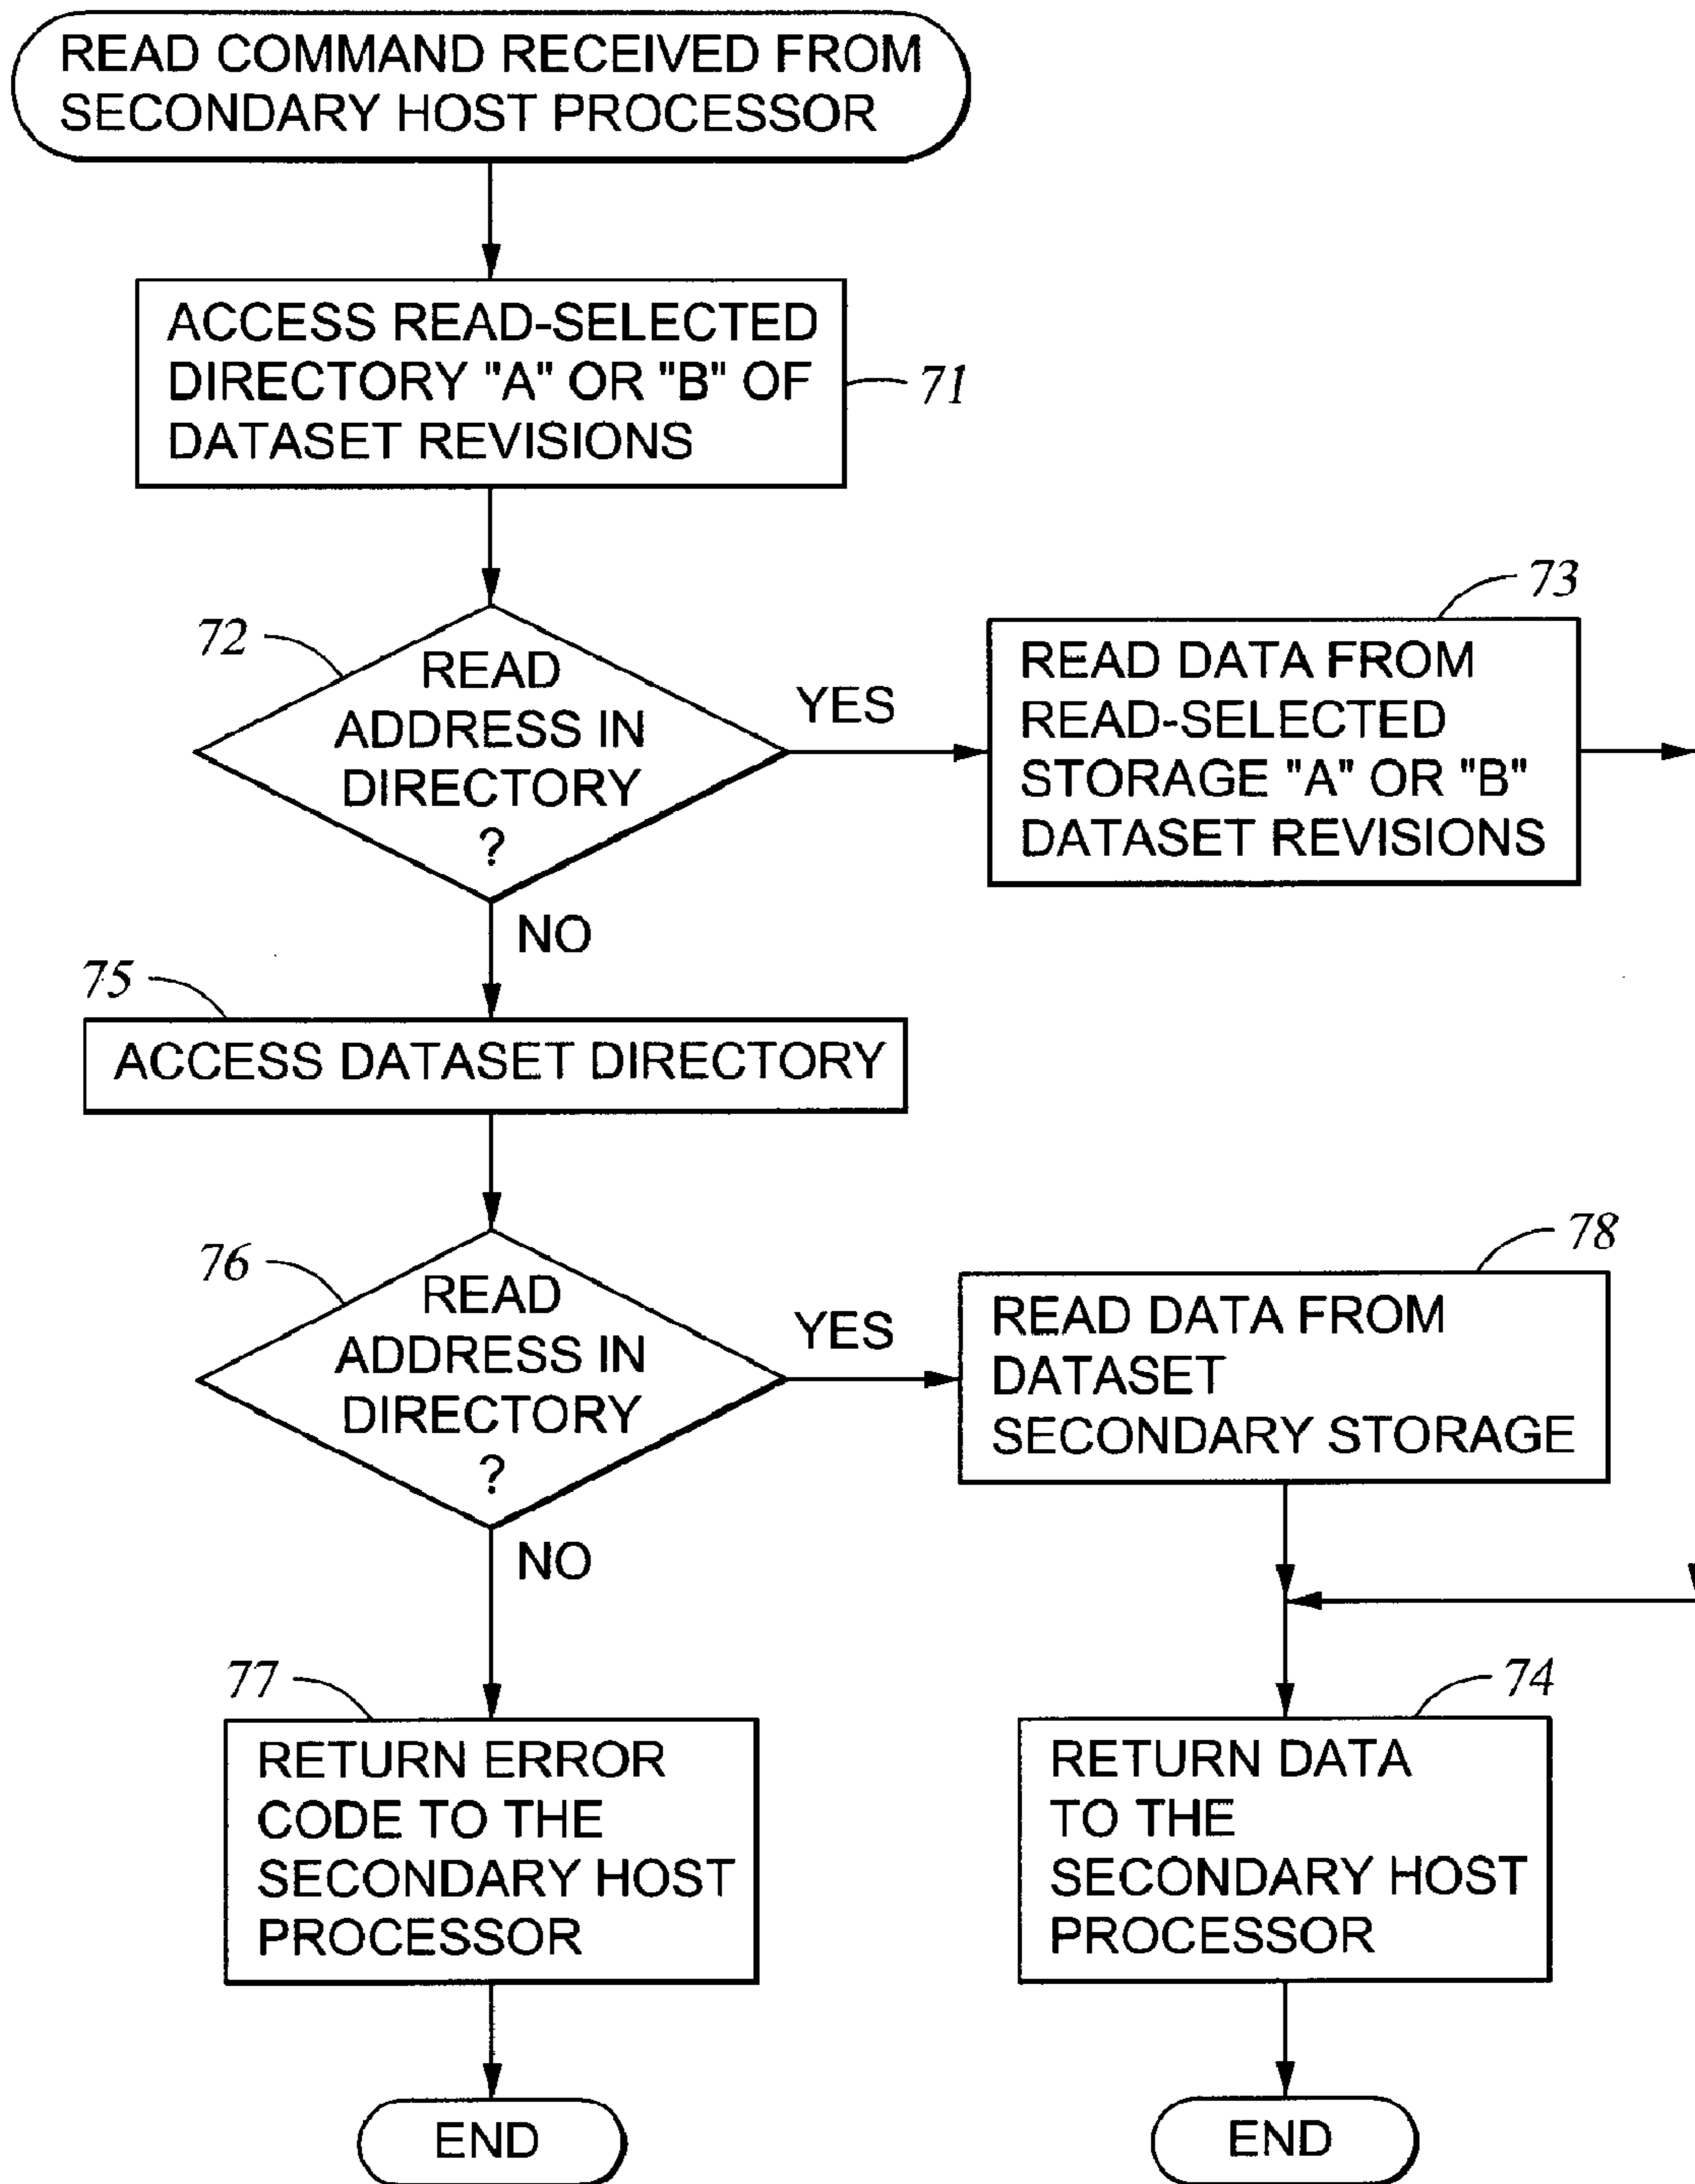 READ COMMAND RECEIVED FROM
SECONDARY HOST PROCESSOR
ACCESS READ-SELECTED
DIRECTORY "A" OR "B" OF
DATASET REVISIONS
71
72
READ
ADDRESS IN
DIRECTORY
?
YES
NO
73
READ DATA FROM
READ-SELECTED
STORAGE "A" OR "B"
DATASET REVISIONS
75
ACCESS DATASET DIRECTORY
76
READ
ADDRESS IN
DIRECTORY
?
YES
NO
78
READ DATA FROM
DATASET
SECONDARY STORAGE
77
RETURN ERROR
CODE TO THE
SECONDARY HOST
PROCESSOR
END
74
RETURN DATA
TO THE
SECONDARY HOST
PROCESSOR
END